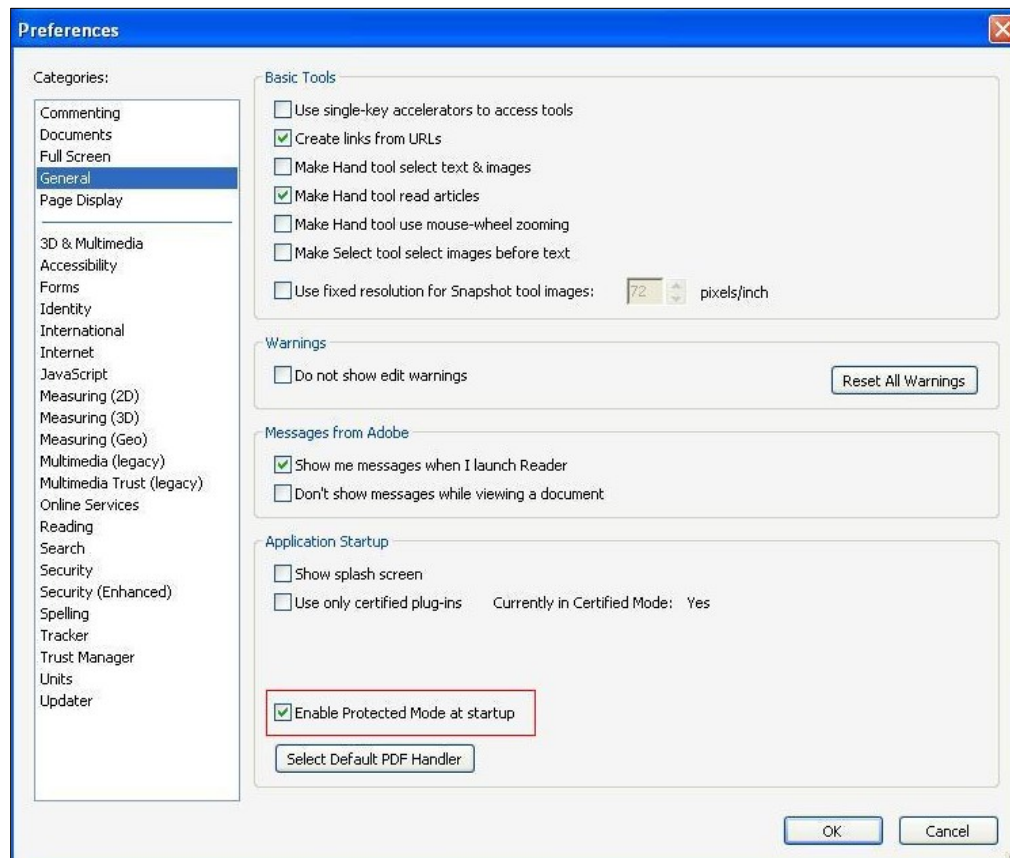 Preferences
Categories:
Commenting
Documents
Full Screen
General
Page Display
3D & Multimedia
Accessibility
Forms
Identity
International
Internet
JavaScript
Measuring (2D)
Measuring (3D)
Measuring (Geo)
Multimedia (legacy)
Multimedia Trust (legacy)
Online Services
Reading
Search
Security
Security (Enhanced)
Spelling
Tracker
Trust Manager
Units
Updater
Basic Tools
Use single-key accelerators to access tools
Create links from URLs
Make Hand tool select text & images
Make Hand tool read articles
Make Hand tool use mouse-wheel zooming
Make Select tool select images before text
Use fixed resolution for Snapshot tool images: 72 pixels/inch
Warnings
Do not show edit warnings
Reset All Warnings
Messages from Adobe
Show me messages when I launch Reader
Don't show messages while viewing a document
Application Startup
Show splash screen
Use only certified plug-ins Currently in Certified Mode: Yes
Enable Protected Mode at startup
Select Default PDF Handler
OK Cancel